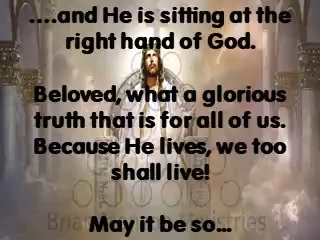 ....and He is sitting at the
right hand of God.
Beloved, what a glorious
truth that is for all of us.
Because He lives, we too
shall live!
May it be so...